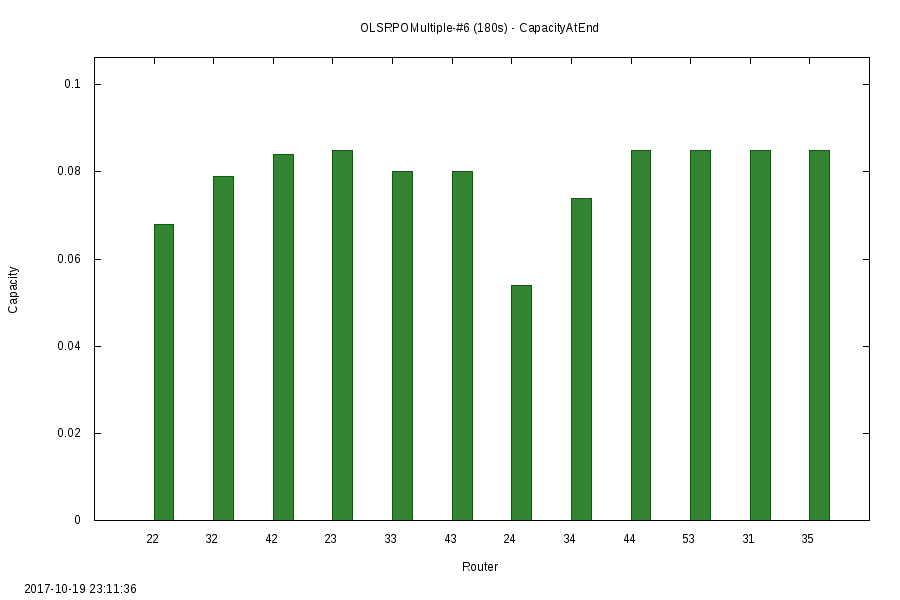 OLSRPOMultiple-#6 (180s) - CapacityAtEnd
0.1
0.08
0.06
0.04
0.02
0
Capacity
22 32 42 23 33 43 24 34 44 53 31 35
Router
2017-10-19 23:11:36